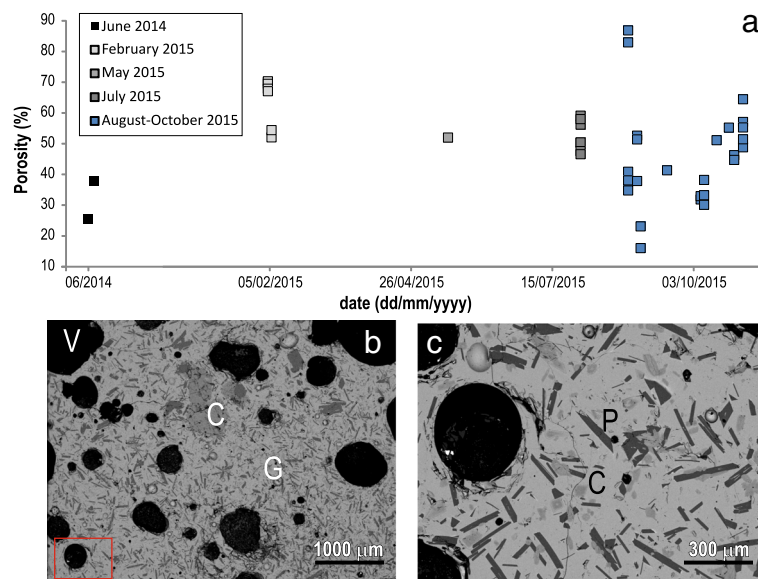 a
90
80
70
60
50
40
30
20
10
Porosity (%)
June 2014
February 2015
May 2015
July 2015
August-October 2015
06/2014
05/02/2015
26/04/2015
15/07/2015
03/10/2015
date (dd/mm/yyyy)
V
b
C
G
1000 μm
c
P
C
300 μm